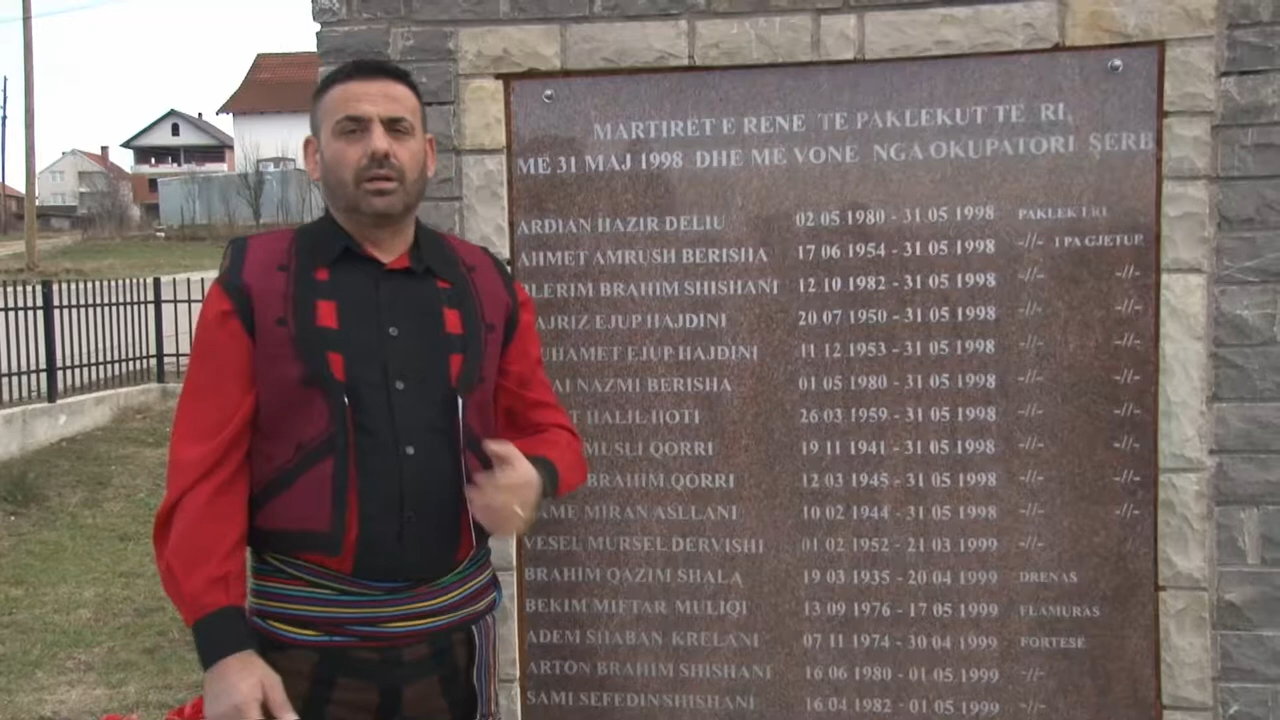 MARTIRET E RENE TE PAKLEKUT TE RI,
ME 31 MAJ 1998 DHE ME VONE NGA OKUPATORI SERB
ARDIAN HAZIR DELIU 02 05 1980 - 31 05 1998 PAKLEK I RI
AHMET AMRUSH BERISHA 17 06 1954 - 31 05 1998 -//- I PA GJETUR
BLERIM BRAHIM SHISHANI 12 10 1982 - 31 05 1998 -//- -//-
EJUP HAJDINI 20 07 1950 - 31 05 1998 -//- -//-
EJUP HAJDINI 11 12 1953 - 31 05 1998 -//- -//-
NAZMI BERISHA 01 05 1980 - 31 05 1998 -//- -//-
HALIL HOTI 26 03 1959 - 31 05 1998 -//- -//-
MUSLI QORRI 19 11 1941 - 31 05 1998 -//- -//-
BRAHIM QORRI 12 03 1945 - 31 05 1998 -//- -//-
MIRAN ASLLANI 10 02 1944 - 31 05 1998 -//- -//-
VESEL MURSEL DERVISHI 01 02 1952 - 21 03 1999 -//-
BRAHIM QAZIM SHALA 19 03 1935 - 20 04 1999 DRENAS
BEKIM MIFTAR MULIQI 13 09 1976 - 17 05 1999 FLAMURAS
ADEM SHABAN KRELANI 07 11 1974 - 30 04 1999 FORTESE
ARTON BRAHIM SHISHANI 16 06 1980 - 01 05 1999 -//-
SAMI SEFEDIN SHISHANI 16 04 1982 - 01 05 1999 -//-